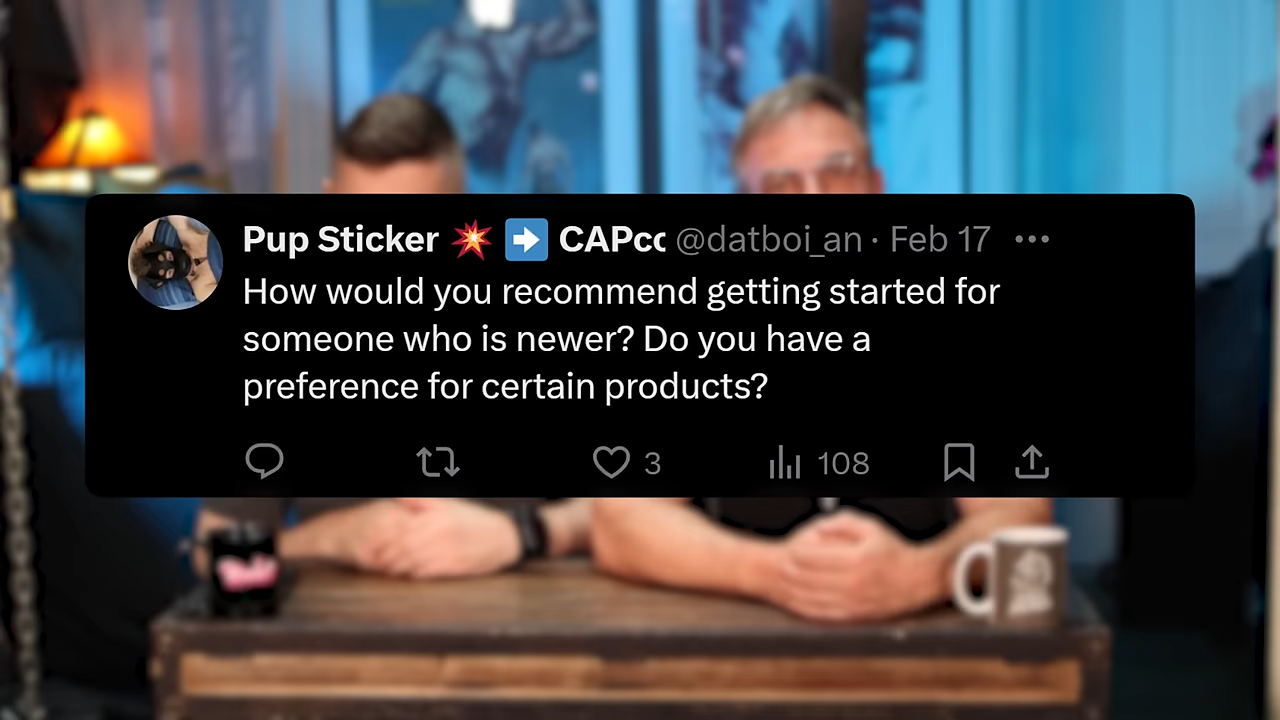 Pup Sticker 💥 ➡️ CAPcc @datboi_an · Feb 17
How would you recommend getting started for
someone who is newer? Do you have a
preference for certain products?
3 108